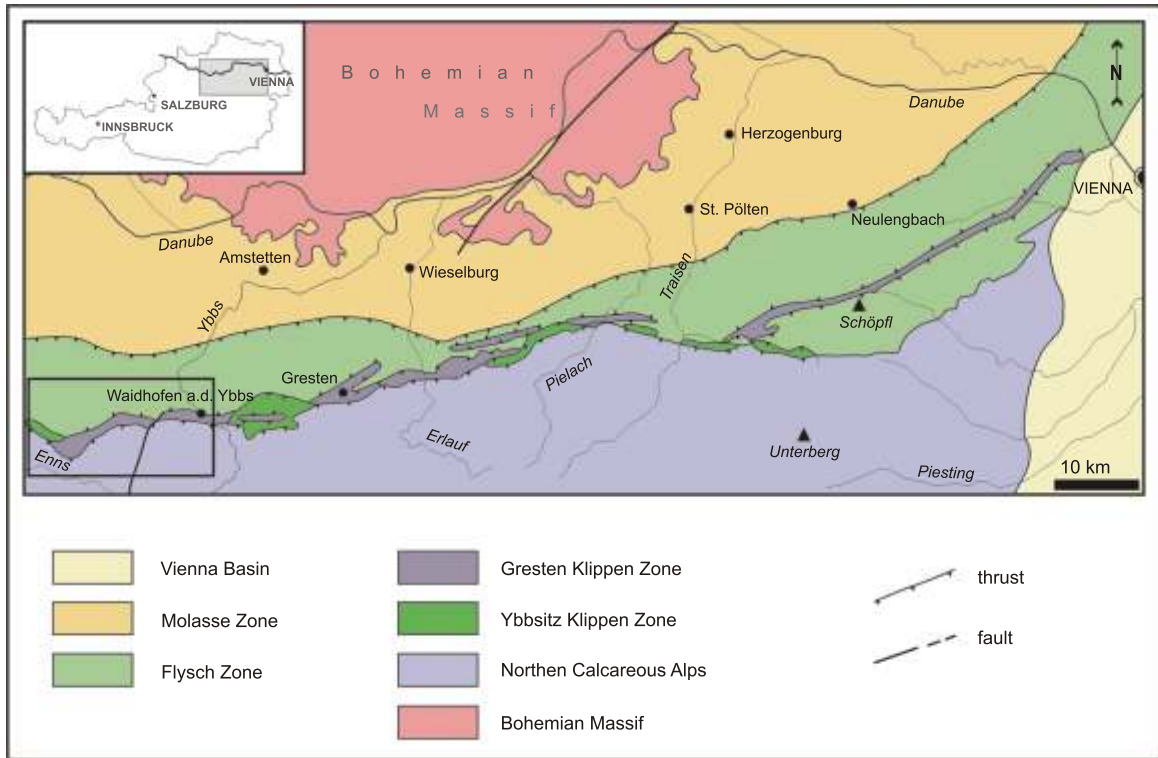 VIENNA
SALZBURG
INNSBRUCK
Bohemian
Massif
N
Danube
Herzogenburg
VIENNA
St. Pölten
Neulengbach
Danube
Amstetten
Wieselburg
Traisen
Ybbs
Schöpfl
Gresten
Pielach
Waidhofen a.d. Ybbs
Erlauf
Unterberg
Enns
Piesting
10 km
Vienna Basin
Molasse Zone
Flysch Zone
Gresten Klippen Zone
Ybbsitz Klippen Zone
Northen Calcareous Alps
Bohemian Massif
thrust
fault